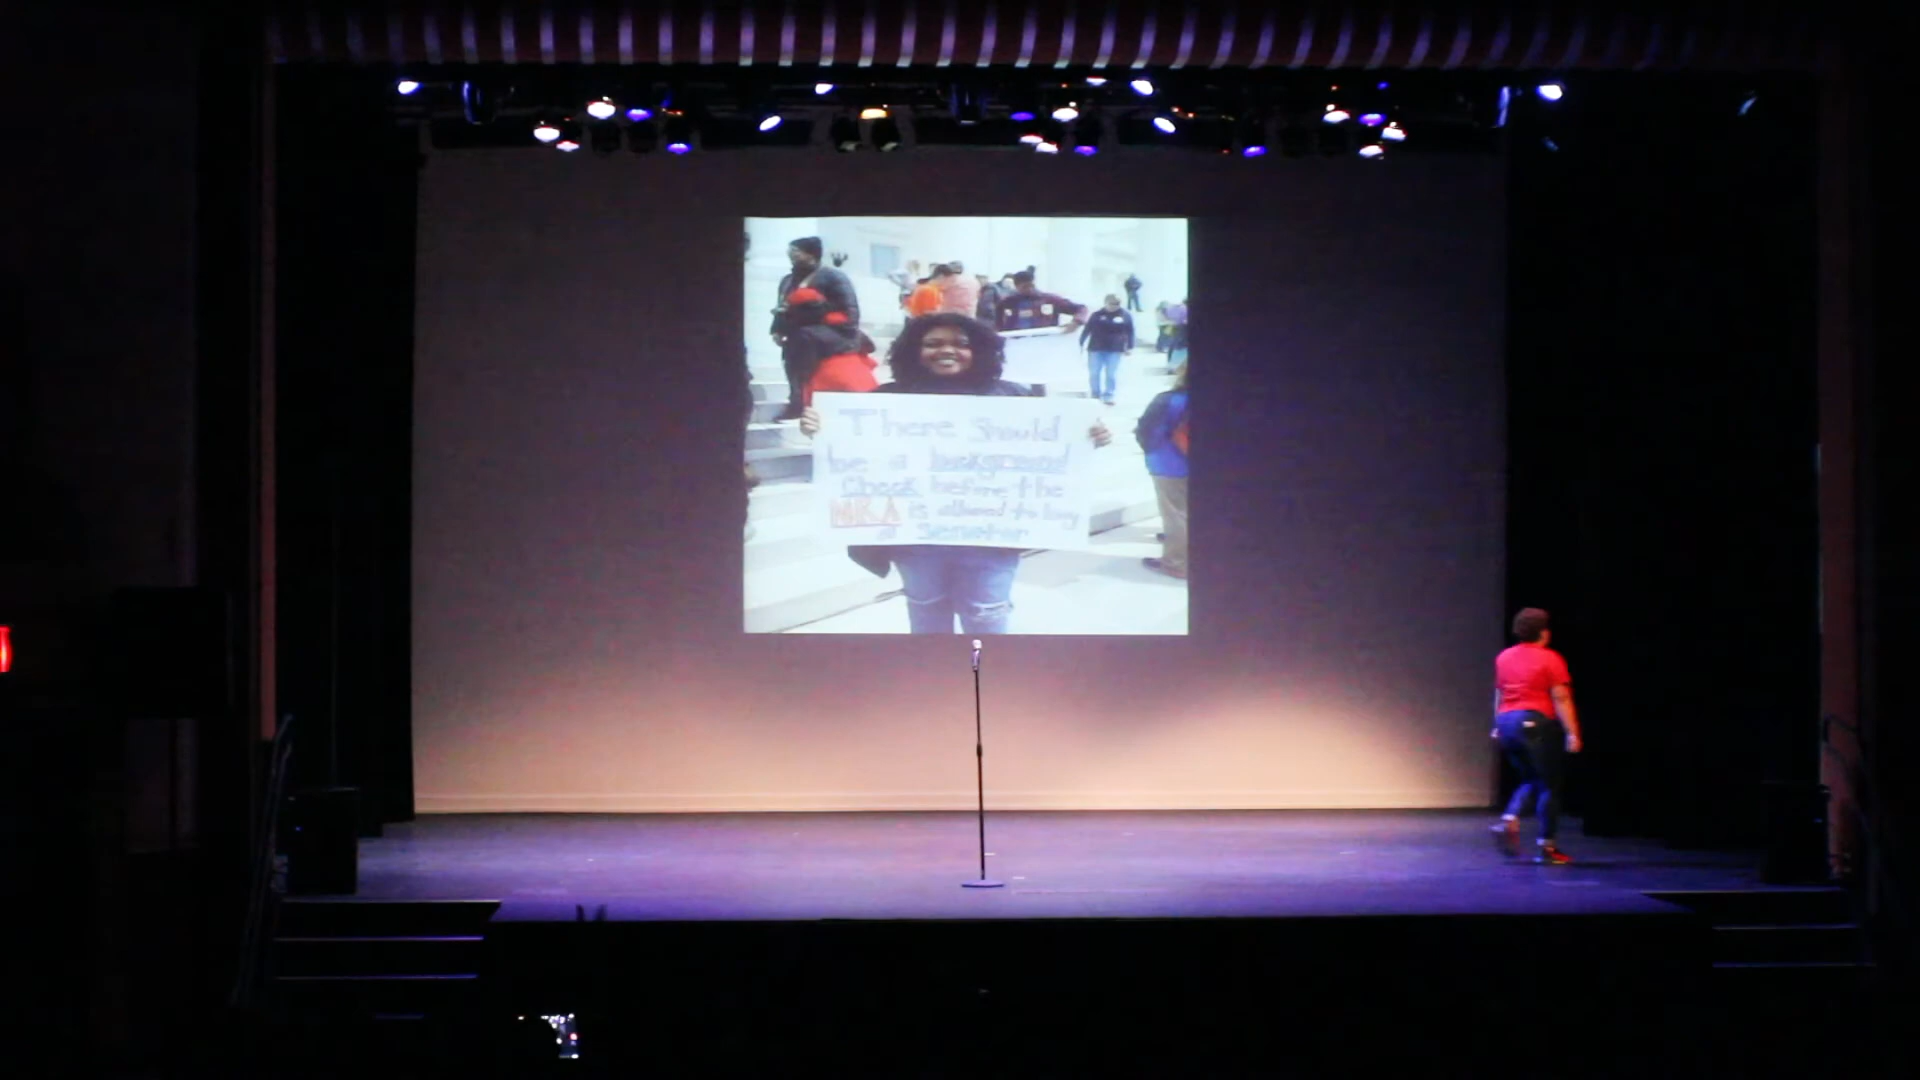 There Should
be a background
Check before the
NRA is allowed to buy
a Senator